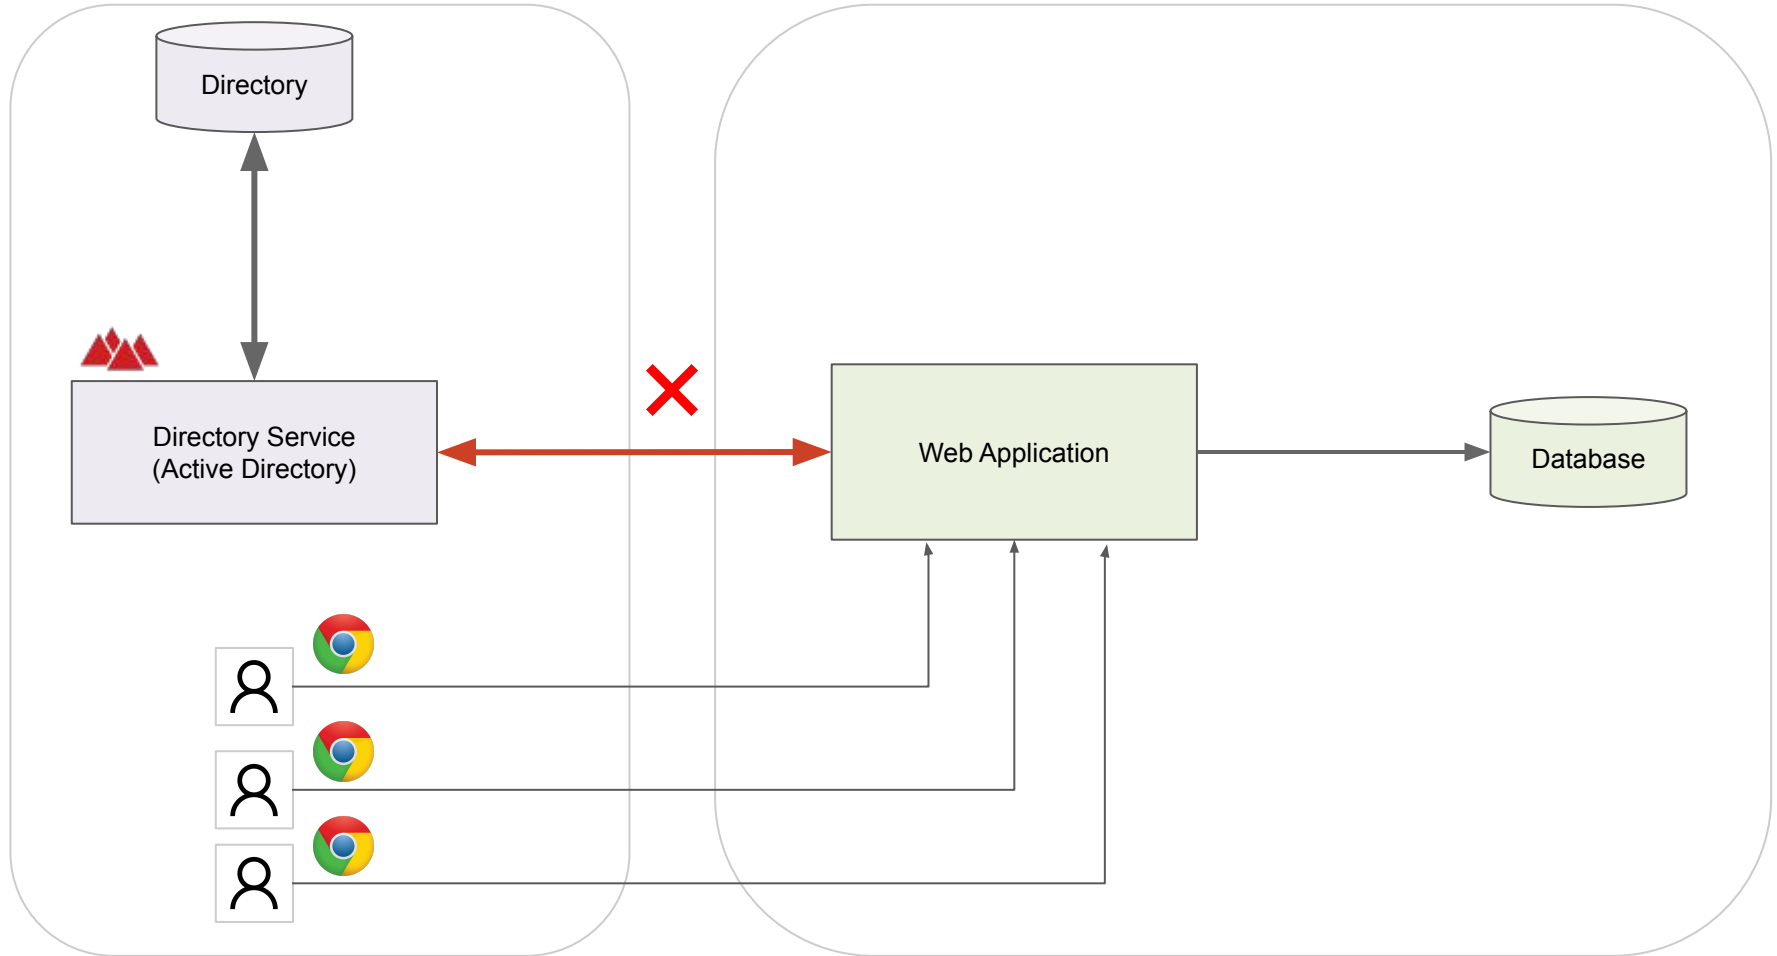 Directory
Directory Service
(Active Directory)
Web Application
Database